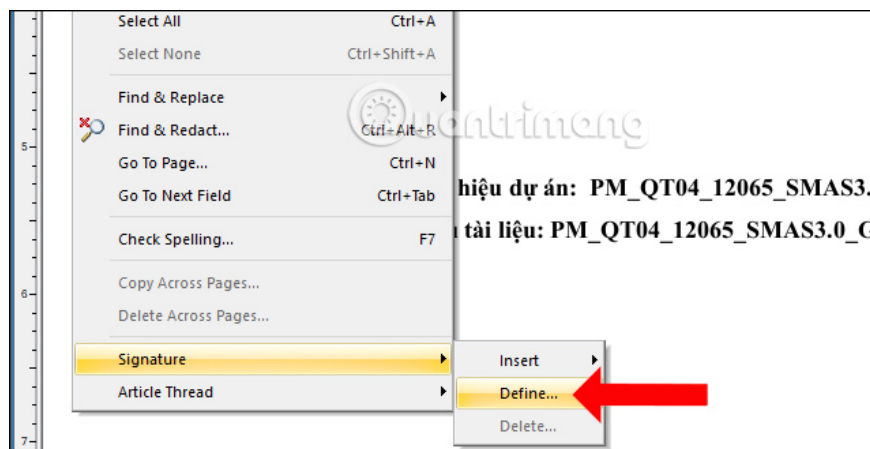 Select All Ctrl+A
Select None Ctrl+Shift+A
Find & Replace
Find & Redact... Ctrl+Alt+R
Go To Page... Ctrl+N
Go To Next Field Ctrl+Tab
Check Spelling... F7
Copy Across Pages...
Delete Across Pages...
Signature
Article Thread
Insert
Define...
Delete...
Quantrimang
hiệu dự án: PM_QT04_12065_SMAS3.
tài liệu: PM_QT04_12065_SMAS3.0_G
5
6
7